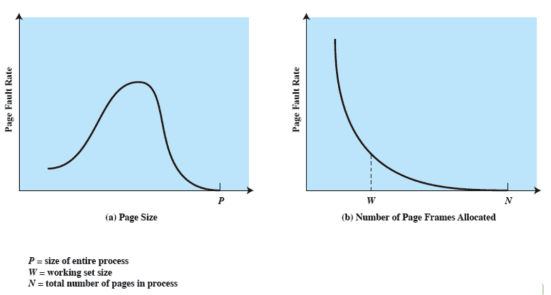 Page Fault Rate
P
(a) Page Size
Page Fault Rate
W
N
(b) Number of Page Frames Allocated
P = size of entire process
W = working set size
N = total number of pages in process